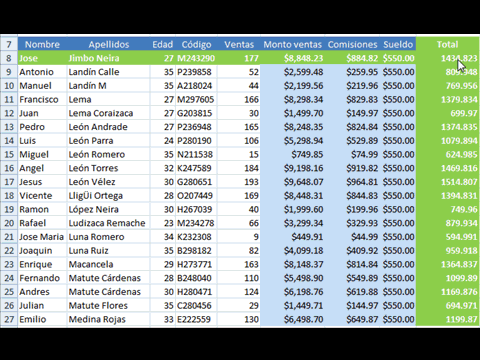 7 Nombre Apellidos Edad Código Ventas Monto ventas Comisiones Sueldo Total
8 Jose Jimbo Neira 27 M243290 177 $8,848.23 $884.82 $550.00 1434.823
9 Antonio Landín Calle 35 P239858 52 $2,599.48 $259.95 $550.00
10 Manuel Landín M 35 A218024 44 $2,199.56 $219.96 $550.00 769.956
11 Francisco Lema 27 M297605 166 $8,298.34 $829.83 $550.00 1379.834
12 Juan Lema Coraizaca 27 G203815 30 $1,499.70 $149.97 $550.00 699.97
13 Pedro León Andrade 27 P236948 165 $8,248.35 $824.84 $550.00 1374.835
14 Luis León Parra 24 P280190 106 $5,298.94 $529.89 $550.00 1079.894
15 Miguel León Romero 35 N211538 15 $749.85 $74.99 $550.00 624.985
16 Angel León Torres 32 K247589 184 $9,198.16 $919.82 $550.00 1469.816
17 Jesus León Vélez 30 G280651 193 $9,648.07 $964.81 $550.00 1514.807
18 Vicente LligÜi Ortega 28 O207449 169 $8,448.31 $844.83 $550.00 1394.831
19 Ramon López Neira 30 H267039 40 $1,999.60 $199.96 $550.00 749.96
20 Rafael Ludizaca Remache 23 M234278 66 $3,299.34 $329.93 $550.00 879.934
21 Jose Maria Luna Romero 34 K232308 9 $449.91 $44.99 $550.00 594.991
22 Joaquin Luna Ruiz 35 B298182 82 $4,099.18 $409.92 $550.00 959.918
23 Enrique Macancela 29 H273771 163 $8,148.37 $814.84 $550.00 1364.837
24 Fernando Matute Cárdenas 28 B248040 110 $5,498.90 $549.89 $550.00 1099.89
25 Andres Matute Cárdenas 30 H280471 124 $6,198.76 $619.88 $550.00 1169.876
26 Julian Matute Flores 35 C280456 29 $1,449.71 $144.97 $550.00 694.971
27 Emilio Medina Rojas 33 E222559 130 $6,498.70 $649.87 $550.00 1199.87